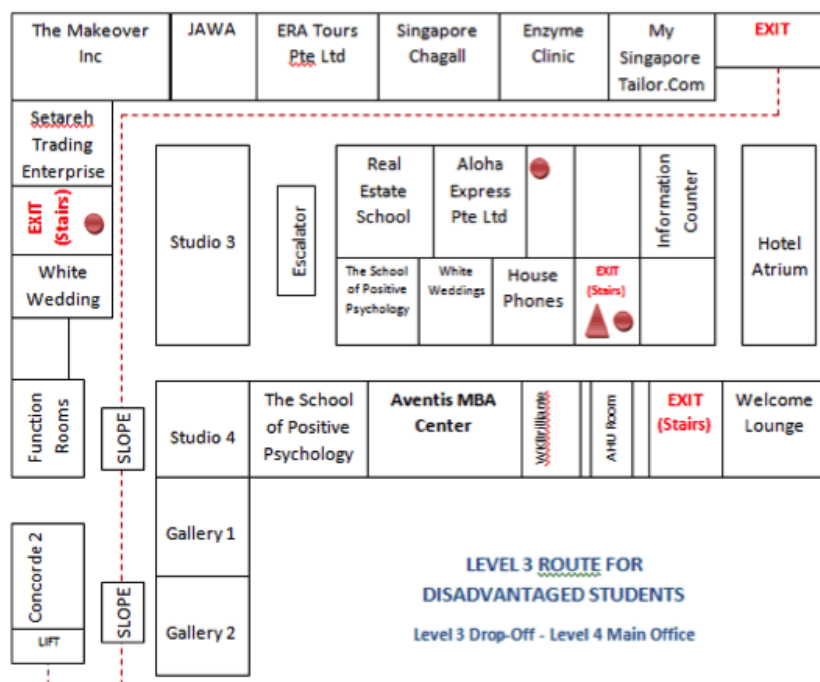 The Makeover
Inc
JAWA
ERA Tours
Pte Ltd
Singapore
Chagall
Enzyme
Clinic
My
Singapore
Tailor.Com
EXIT
Setareh
Trading
Enterprise
EXIT
(Stairs)
White
Wedding
Studio 3
Escalator
Real
Estate
School
Aloha
Express
Pte Ltd
Information
Counter
The School
of Positive
Psychology
White
Weddings
House
Phones
EXIT
(Stairs)
Hotel
Atrium
Function
Rooms
SLOPE
Studio 4
The School
of Positive
Psychology
Aventis MBA
Center
AHU Room
EXIT
(Stairs)
Welcome
Lounge
Gallery 1
Concorde 2
LIFT
SLOPE
Gallery 2
LEVEL 3 ROUTE FOR
DISADVANTAGED STUDENTS
Level 3 Drop-Off - Level 4 Main Office